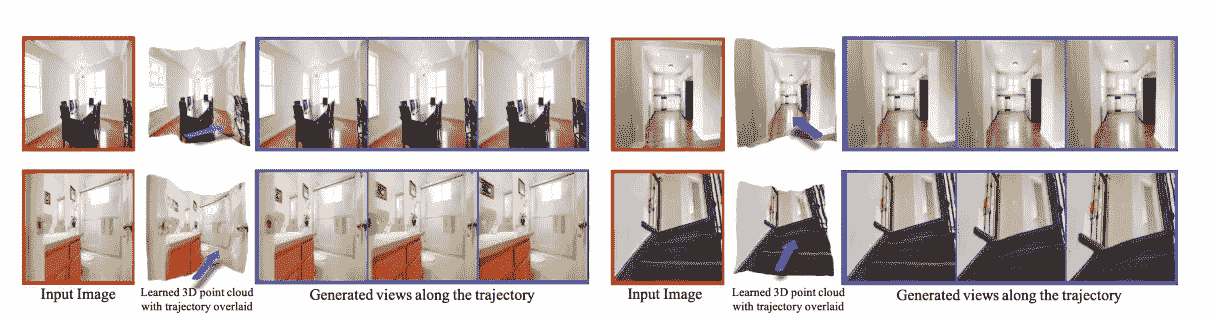 Input Image
Learned 3D point cloud
with trajectory overlaid
Generated views along the trajectory
Input Image
Learned 3D point cloud
with trajectory overlaid
Generated views along the trajectory